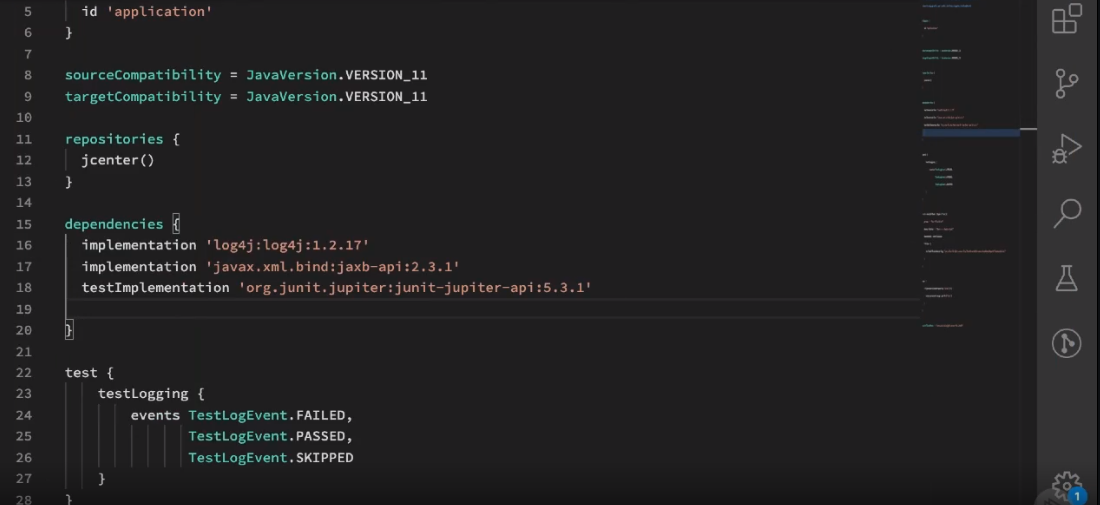 5 id 'application'
6 }
7
8 sourceCompatibility = JavaVersion.VERSION_11
9 targetCompatibility = JavaVersion.VERSION_11
10
11 repositories {
12 jcenter()
13 }
14
15 dependencies {
16 implementation 'log4j:log4j:1.2.17'
17 implementation 'javax.xml.bind:jaxb-api:2.3.1'
18 testImplementation 'org.junit.jupiter:junit-jupiter-api:5.3.1'
19
20 }
21
22 test {
23 testLogging {
24 events TestLogEvent.FAILED,
25 TestLogEvent.PASSED,
26 TestLogEvent.SKIPPED
27 }
28 }
1